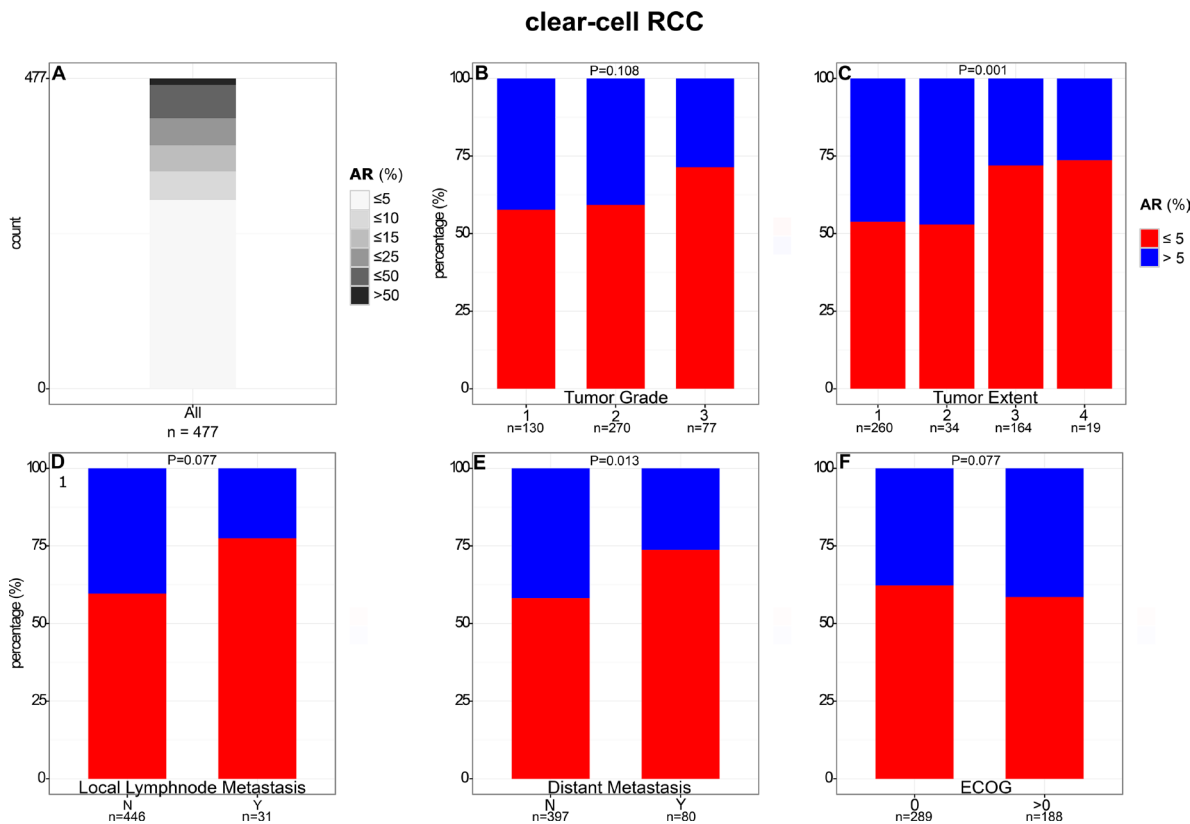 clear-cell RCC
A
477
0
count
All
n = 477
AR (%)
≤5
≤10
≤15
≤25
≤50
>50
B
P=0.108
100
75
50
25
0
percentage (%)
Tumor Grade
1 2 3
n=130 n=270 n=77
C
P=0.001
100
75
50
25
0
Tumor Extent
1 2 3 4
n=260 n=34 n=164 n=19
AR (%)
≤ 5
> 5
D
P=0.077
1
100
75
50
25
0
percentage (%)
Local Lymphnode Metastasis
N Y
n=446 n=31
E
P=0.013
100
75
50
25
0
Distant Metastasis
N Y
n=397 n=80
F
P=0.077
100
75
50
25
0
ECOG
0 >0
n=289 n=188